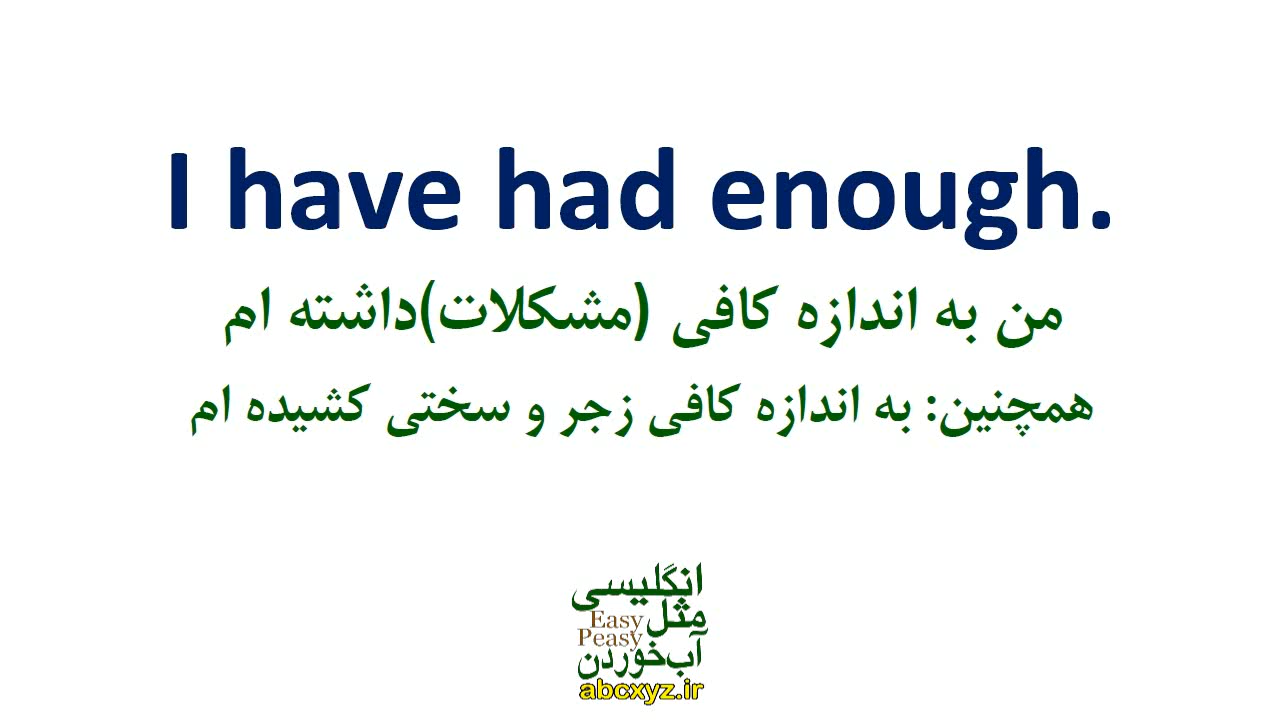 I have had enough.
من به اندازه کافی (مشکلات)داشته ام
همچنین: به اندازه کافی زجر و سختی کشیده ام
انگلیسی
مثل
Easy
Peasy
آب‌خوردن
abcxyz.ir